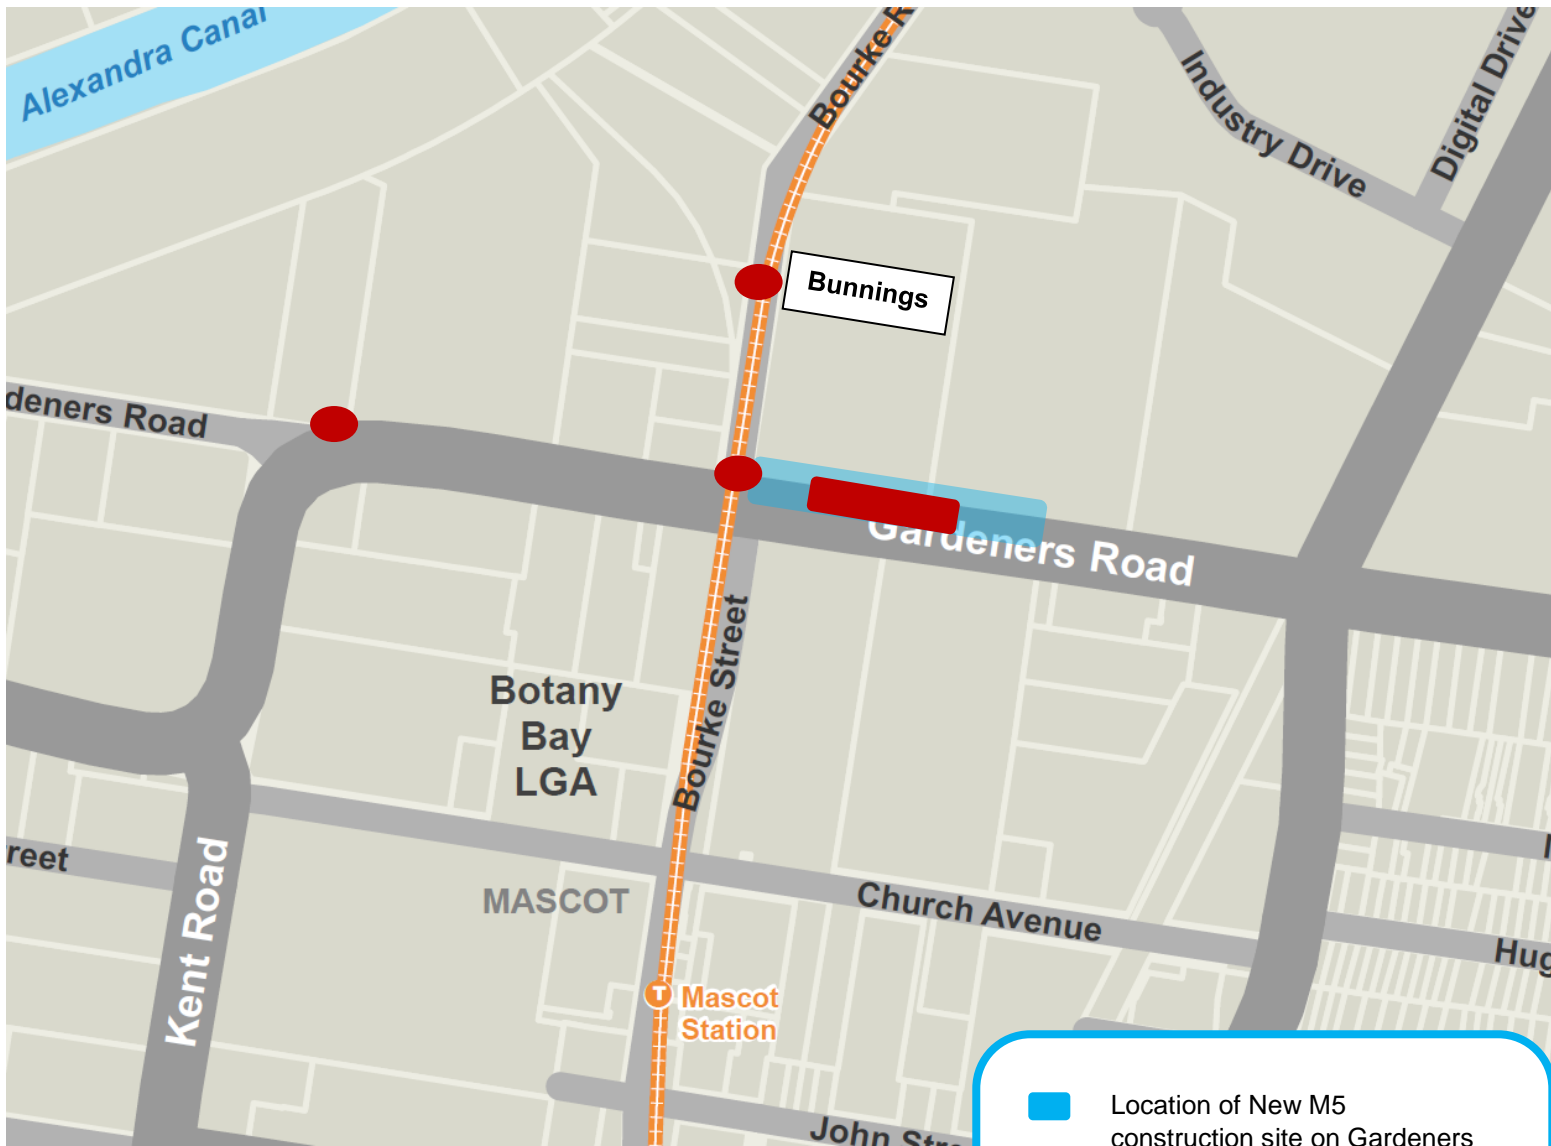 Alexandra Canal
Bourke R
Industry Drive
Digital Drive
Bunnings
deners Road
Gardeners Road
Bourke Street
Botany
Bay
LGA
reet
Kent Road
MASCOT
Church Avenue
Hug
Mascot
Station
John Stre
Location of New M5
construction site on Gardeners